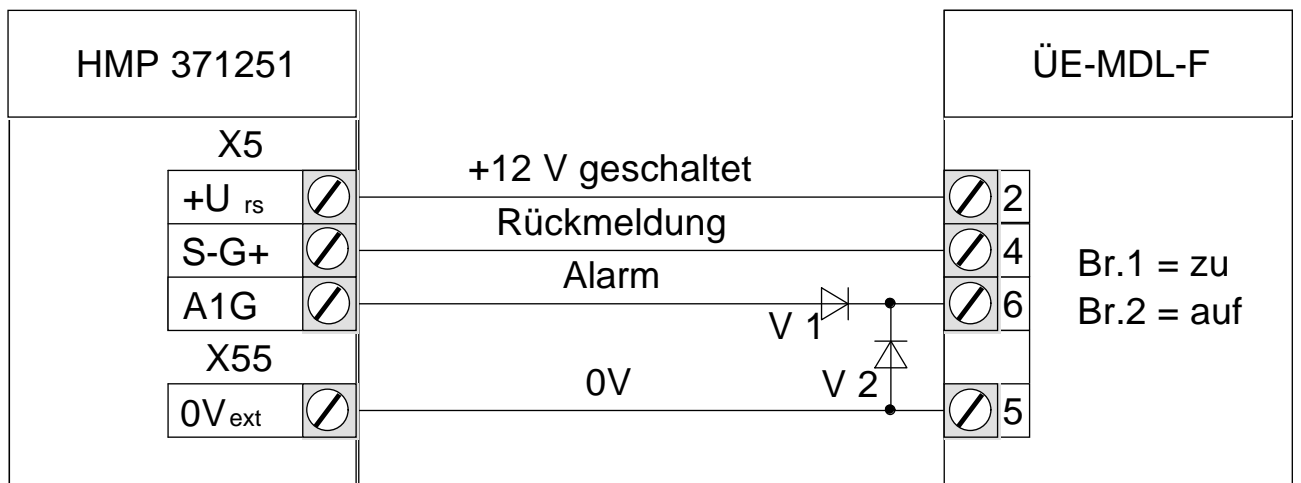 HMP 371251
ÜE-MDL-F
X5
+U rs
+12 V geschaltet
2
S-G+
Rückmeldung
4
Br.1 = zu
A1G
Alarm
6
Br.2 = auf
V 1
X55
V 2
0V ext
0V
5